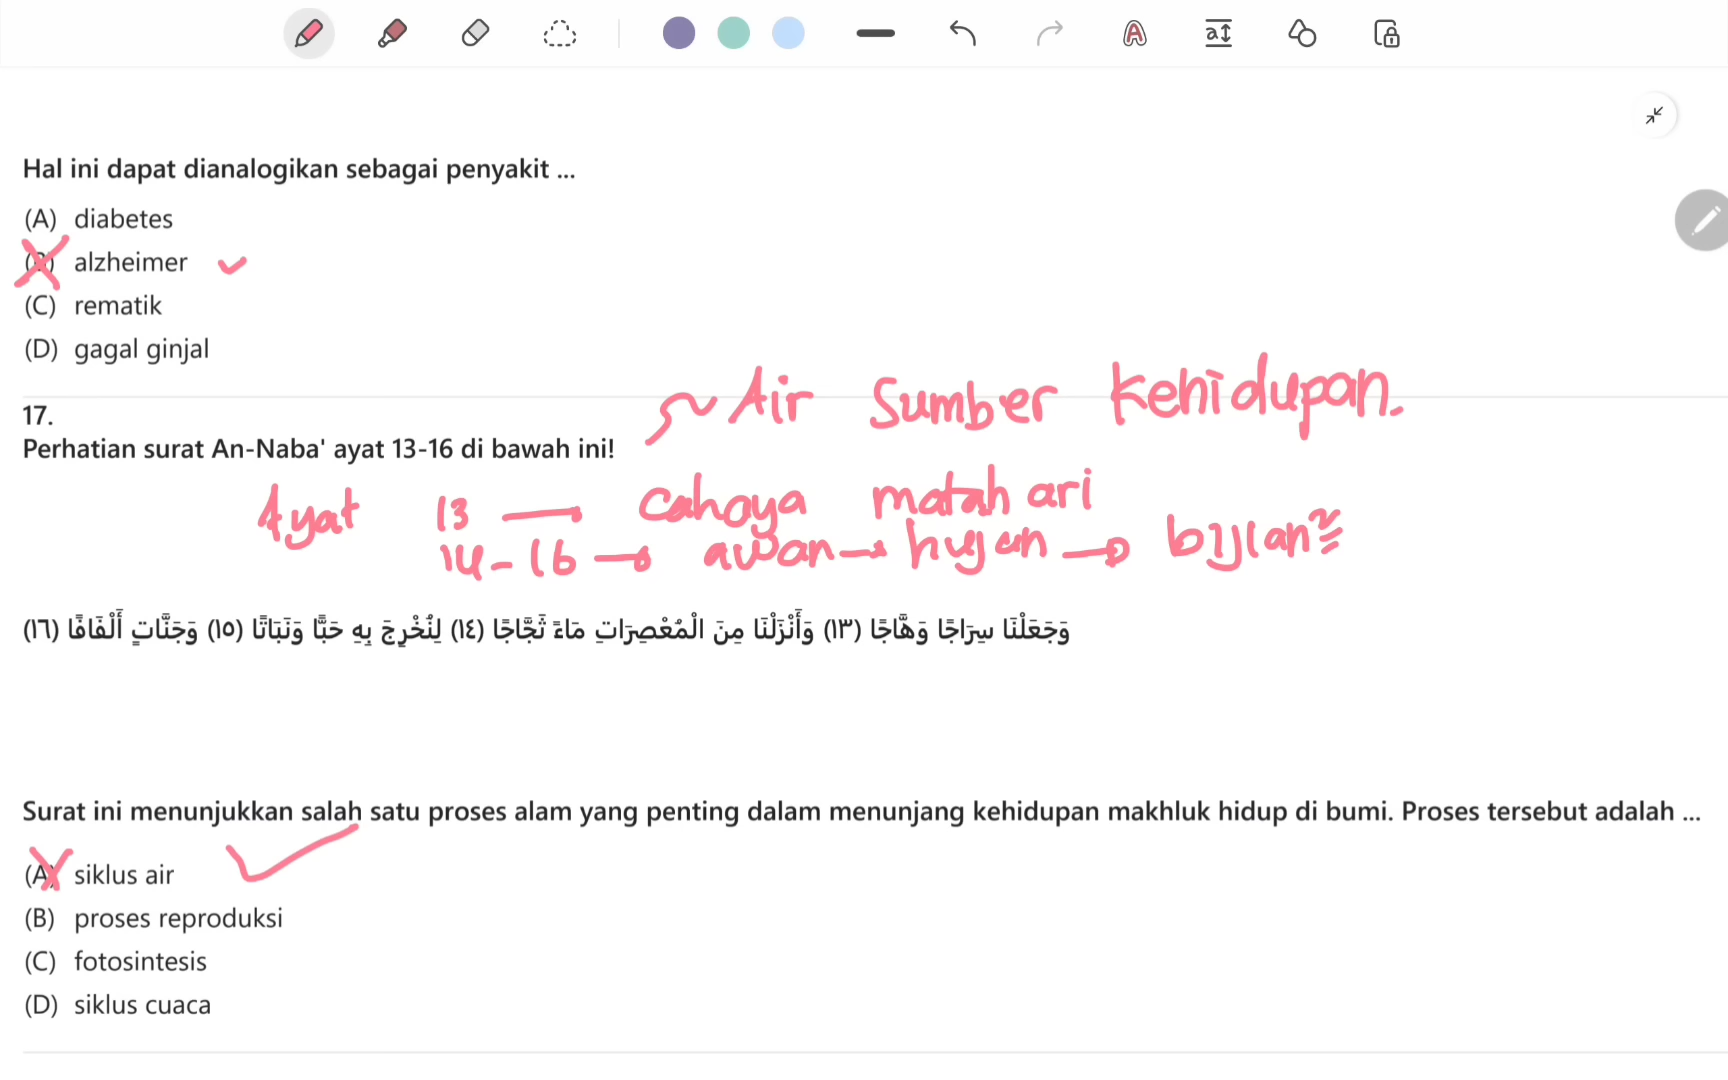 Hal ini dapat dianalogikan sebagai penyakit ...
(A) diabetes
alzheimer
(C) rematik
(D) gagal ginjal
Air Sumber Kehidupan.
17.
Perhatian surat An-Naba' ayat 13-16 di bawah ini!
Ayat 13 → cahaya matahari
14-16 → awan → hujan → bijian²
وَجَعَلْنَا سِرَاجًا وَهَّاجًا (١٣) وَأَنْزَلْنَا مِنَ الْمُعْصِرَاتِ مَاءً ثَجَّاجًا (١٤) لِنُخْرِجَ بِهِ حَبًّا وَنَبَاتًا (١٥) وَجَنَّاتٍ أَلْفَافًا (١٦)
Surat ini menunjukkan salah satu proses alam yang penting dalam menunjang kehidupan makhluk hidup di bumi. Proses tersebut adalah ...
(A) siklus air
(B) proses reproduksi
(C) fotosintesis
(D) siklus cuaca